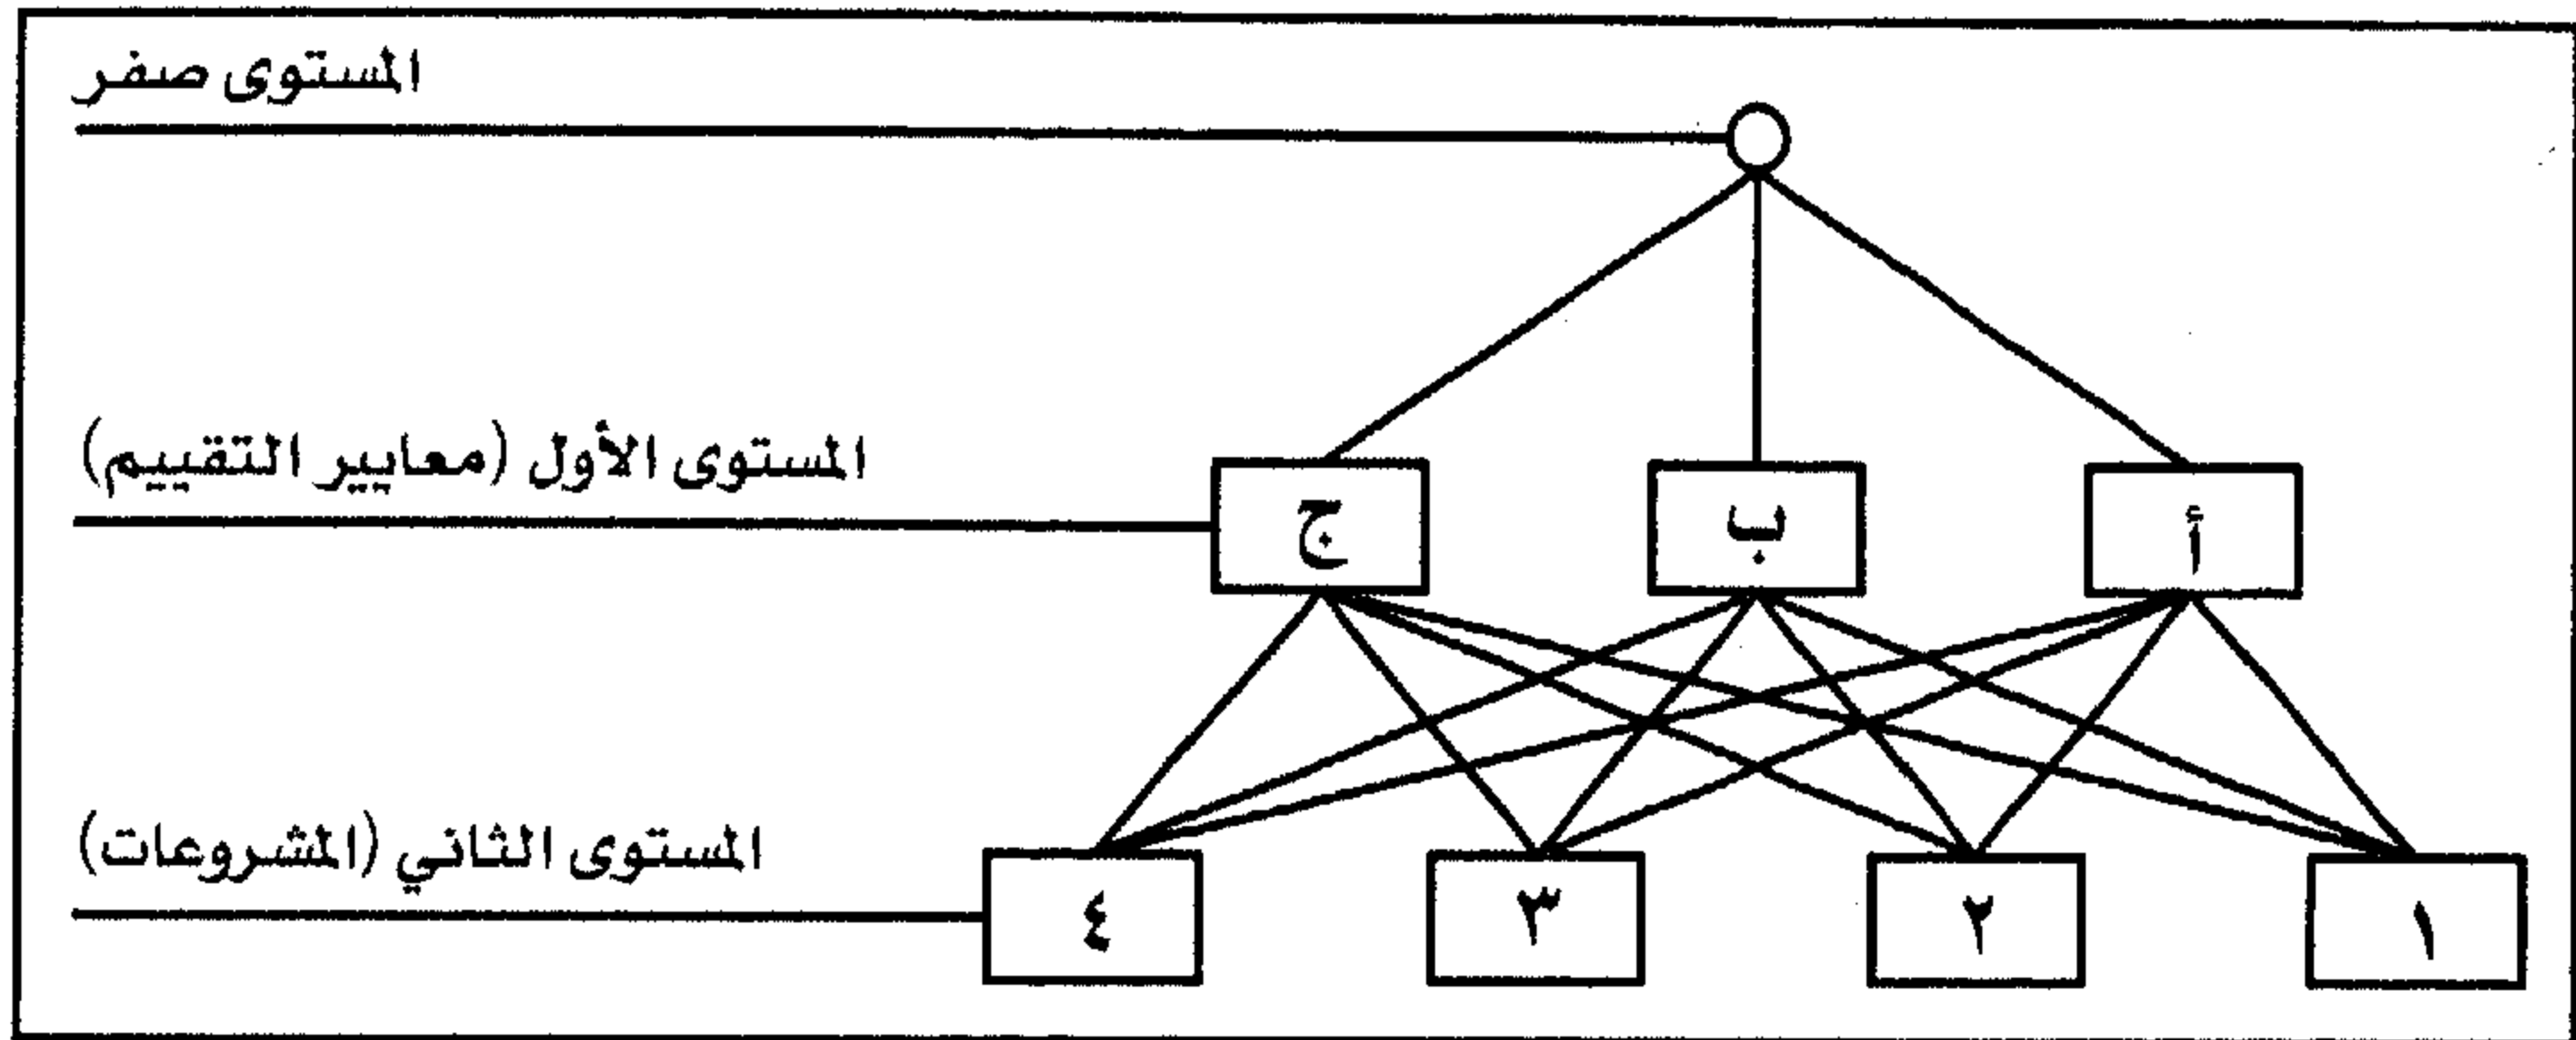 المستوى صفر
المستوى الأول (معايير التقييم)
أ
ب
ج
المستوى الثاني (المشروعات)
١
٢
٣
٤